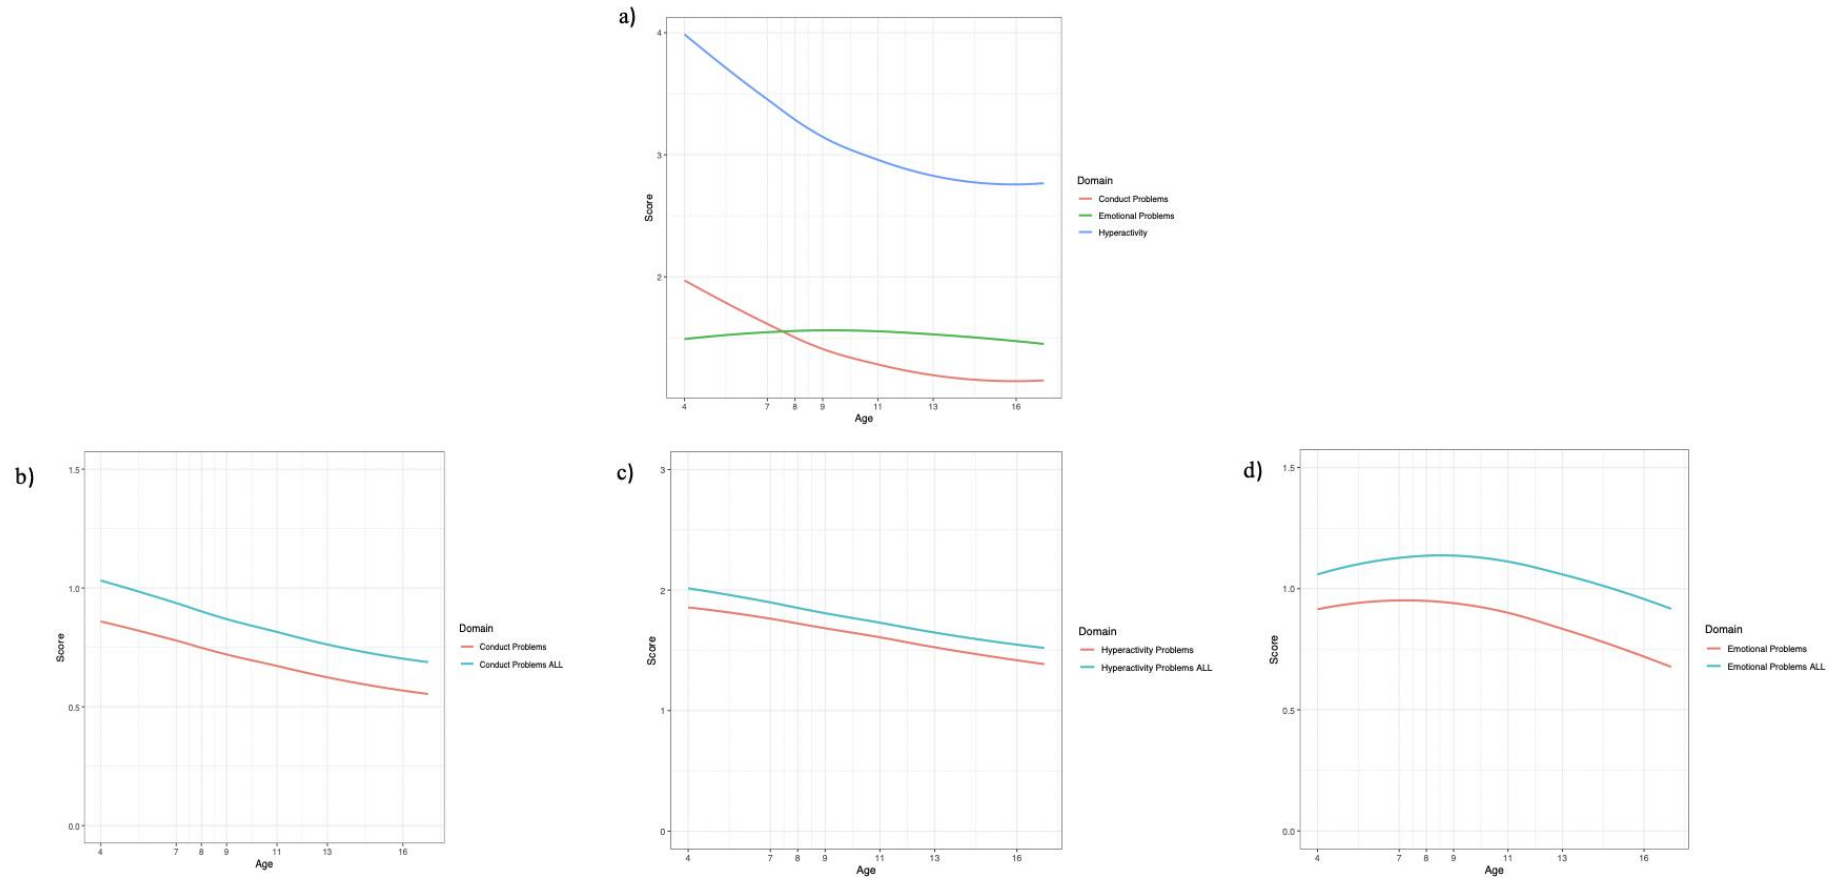 a)
4
3
2
Score
4 7 8 9 11 13 16
Age
Domain
Conduct Problems
Emotional Problems
Hyperactivity
b)
1.5
1.0
0.5
0.0
Score
4 7 8 9 11 13 16
Age
Domain
Conduct Problems
Conduct Problems ALL
c)
3
2
1
0
Score
4 7 8 9 11 13 16
Age
Domain
Hyperactivity Problems
Hyperactivity Problems ALL
d)
1.5
1.0
0.5
0.0
Score
4 7 8 9 11 13 16
Age
Domain
Emotional Problems
Emotional Problems ALL